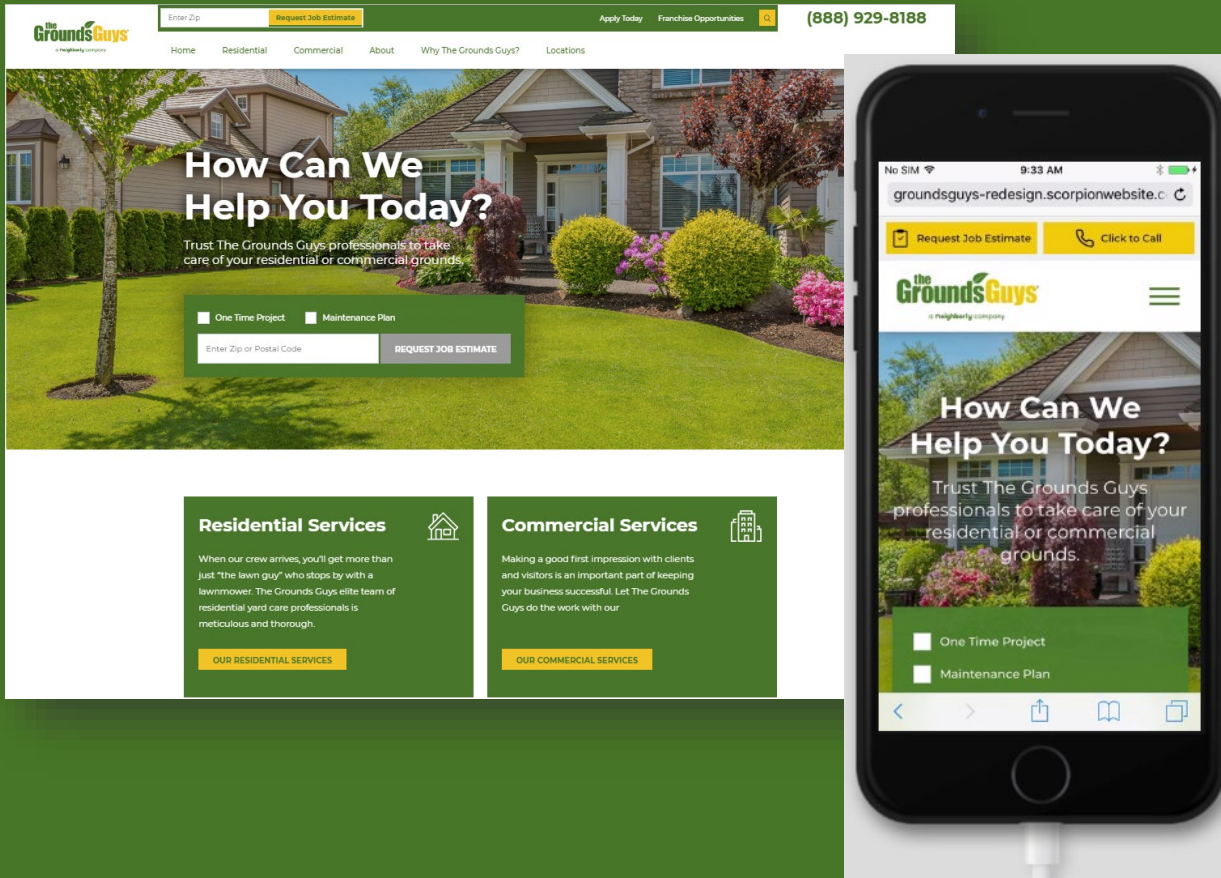 the
GroundsGuys
a neighborly company
Enter Zip
Request Job Estimate
Apply Today Franchise Opportunities
(888) 929-8188
Home Residential Commercial About Why The Grounds Guys? Locations
How Can We
Help You Today?
Trust The Grounds Guys professionals to take
care of your residential or commercial grounds.
One Time Project Maintenance Plan
Enter Zip or Postal Code
REQUEST JOB ESTIMATE
Residential Services
When our crew arrives, you'll get more than
just "the lawn guy" who stops by with a
lawnmower. The Grounds Guys elite team of
residential yard care professionals is
meticulous and thorough.
OUR RESIDENTIAL SERVICES
Commercial Services
Making a good first impression with clients
and visitors is an important part of keeping
your business successful. Let The Grounds
Guys do the work with our
OUR COMMERCIAL SERVICES
No SIM 9:33 AM
groundsguys-redesign.scorpionwebsite.c
Request Job Estimate
Click to Call
the
GroundsGuys
a neighborly company
How Can We
Help You Today?
Trust The Grounds Guys
professionals to take care of your
residential or commercial
grounds.
One Time Project
Maintenance Plan